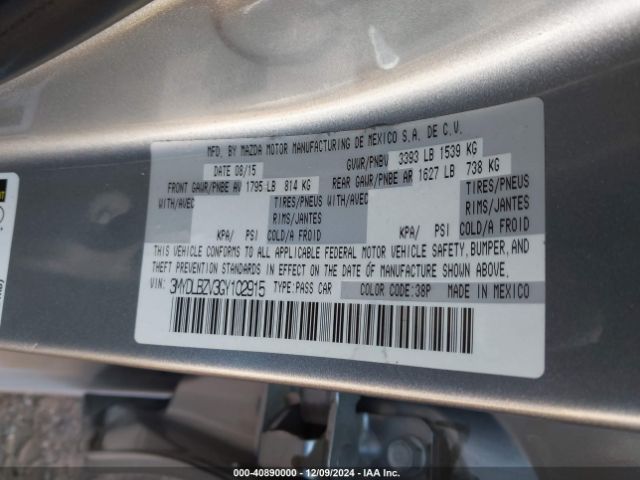 MFD. BY MAZDA MOTOR MANUFACTURING DE MEXICO S.A. DE C.V.
DATE 08/15 GVWR/PNBV 3393 LB 1539 KG
FRONT GAWR/PNBE AV 1795 LB 814 KG REAR GAWR/PNBE AR 1627 LB 738 KG
WITH/AVEC TIRES/PNEUS WITH/AVEC TIRES/PNEUS
RIMS/JANTES RIMS/JANTES
KPA/ PSI COLD/A FROID KPA/ PSI COLD/A FROID
THIS VEHICLE CONFORMS TO ALL APPLICABLE FEDERAL MOTOR VEHICLE SAFETY, BUMPER, AND
THEFT PREVENTION STANDARDS IN EFFECT ON THE DATE OF MANUFACTURE SHOWN ABOVE.
VIN: 3MYDLBZV3GY102915 TYPE: PASS CAR COLOR CODE: 38P MADE IN MEXICO
500-40890000 - 12/09/2024 - IAA Inc.